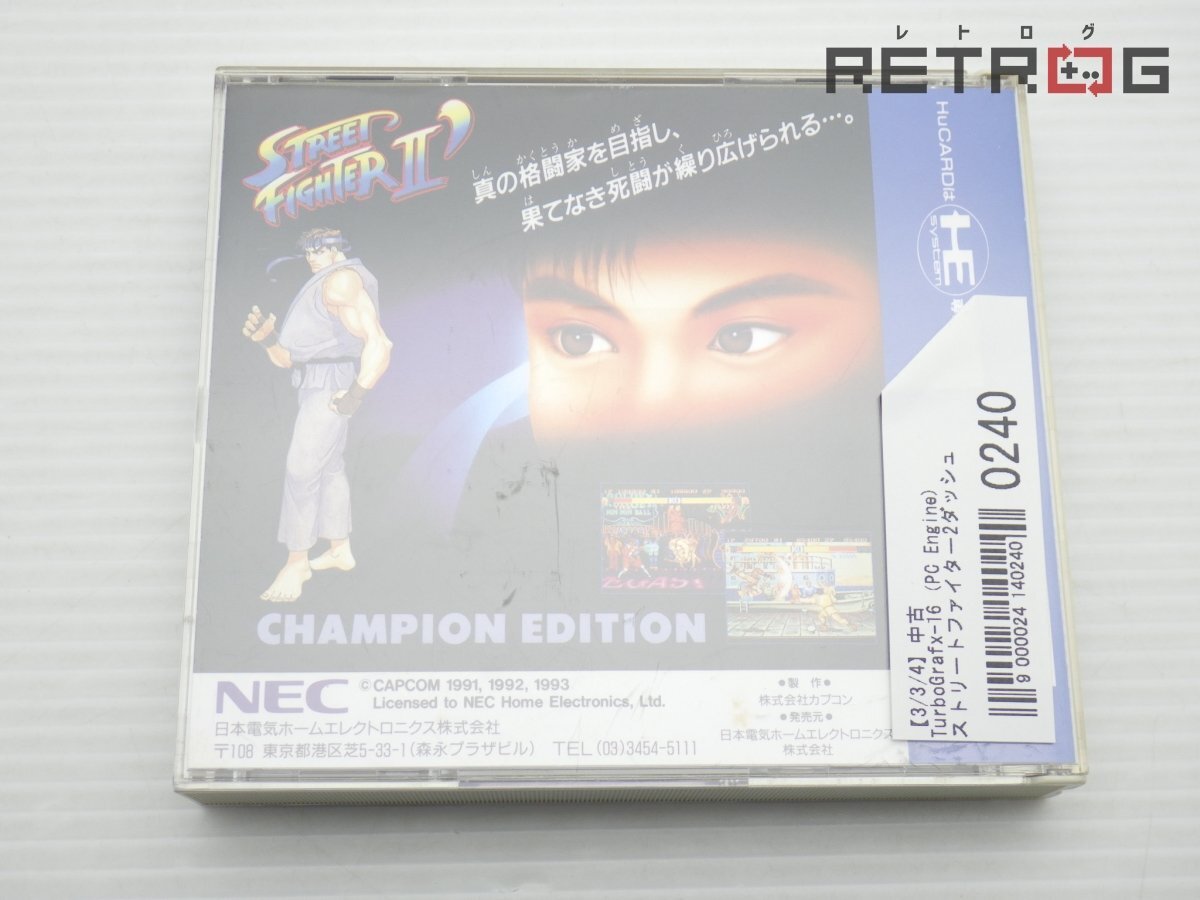 レトログ
RETROG
STREET
FIGHTER II'
真の格闘家を目指し、
果てなき死闘が繰り広げられる…。
HuCARDは
HE
system
CHAMPION EDITION
NEC
©CAPCOM 1991, 1992, 1993
Licensed to NEC Home Electronics, Ltd.
日本電気ホームエレクトロニクス株式会社
〒108 東京都港区芝5-33-1(森永プラザビル) TEL (03)3454-5111
●製 作●
株式会社カプコン
●発売元●
日本電気ホームエレクトロニクス
株式会社
【3/3/4】中古
TurboGrafx-16 (PC Engine)
ストリートファイター2ダッシュ
0240
9 000024 140240